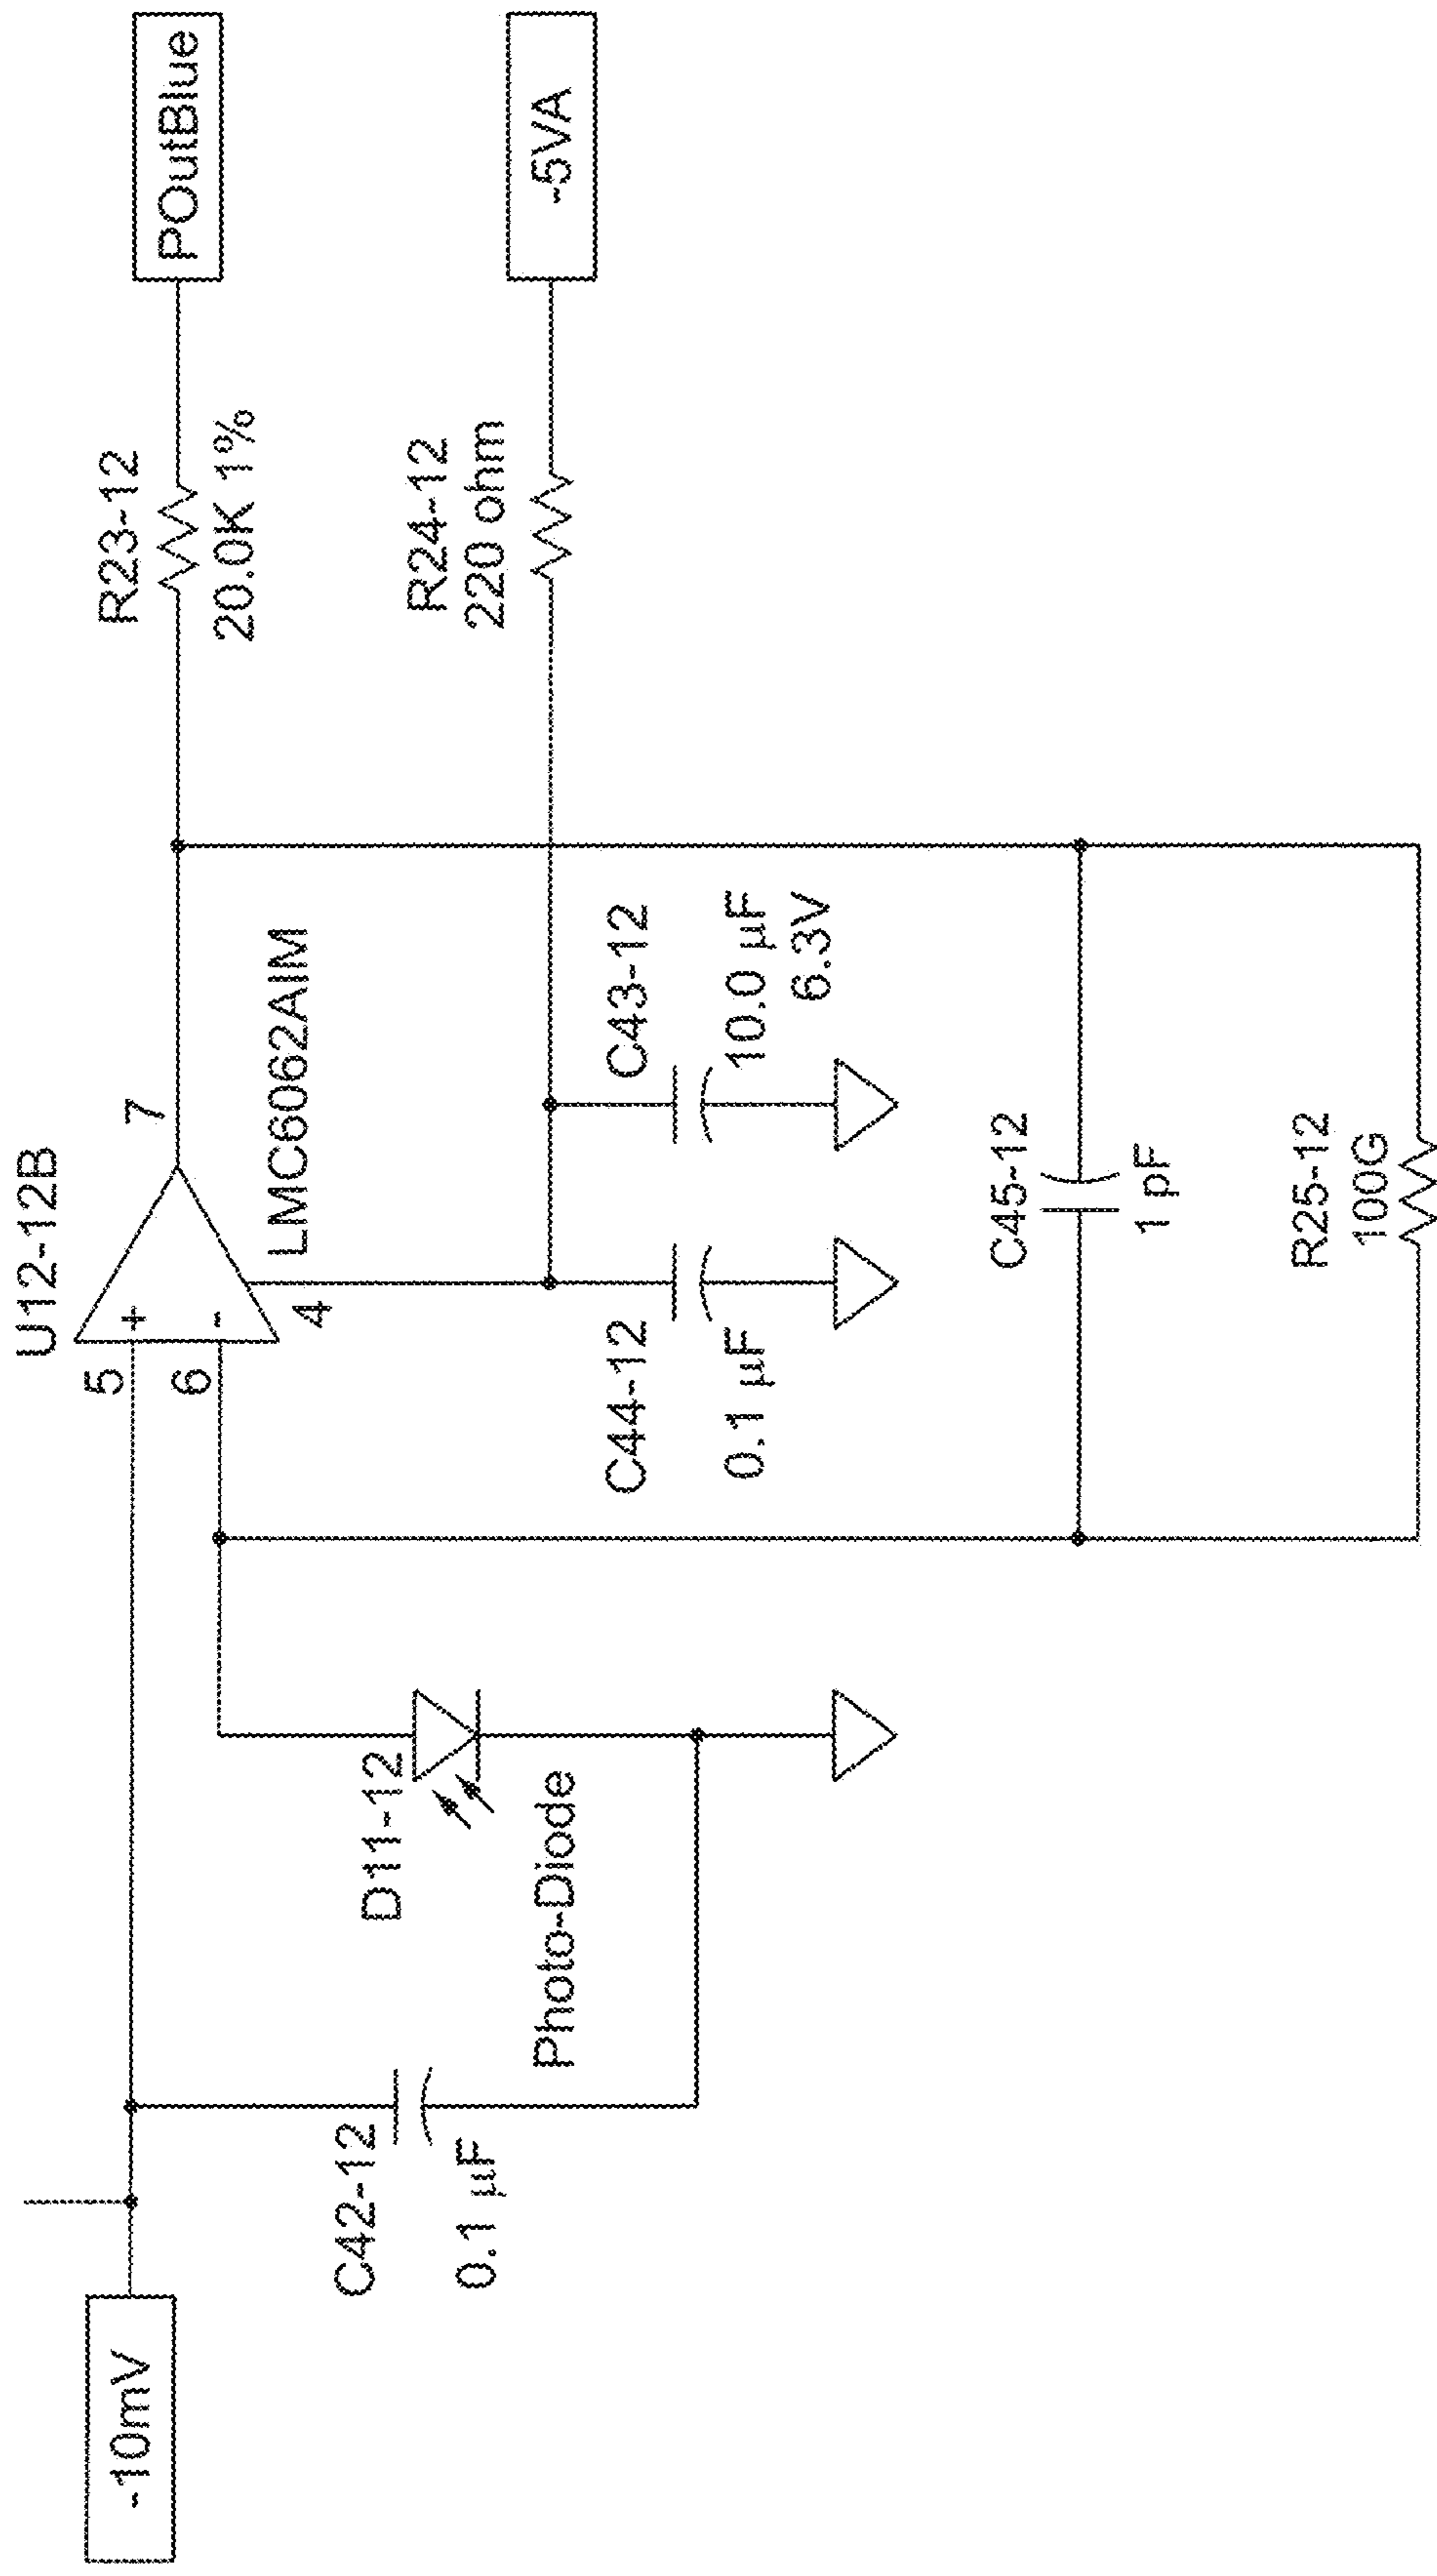 U12-12B
5
+
6
-
7
4
LMC6062AIM
R23-12
20.0K 1%
POutBlue
R24-12
220 ohm
-5VA
C44-12
0.1 µF
C43-12
10.0 µF
6.3V
C45-12
1 pF
R25-12
100G
D11-12
Photo-Diode
C42-12
0.1 µF
-10mV